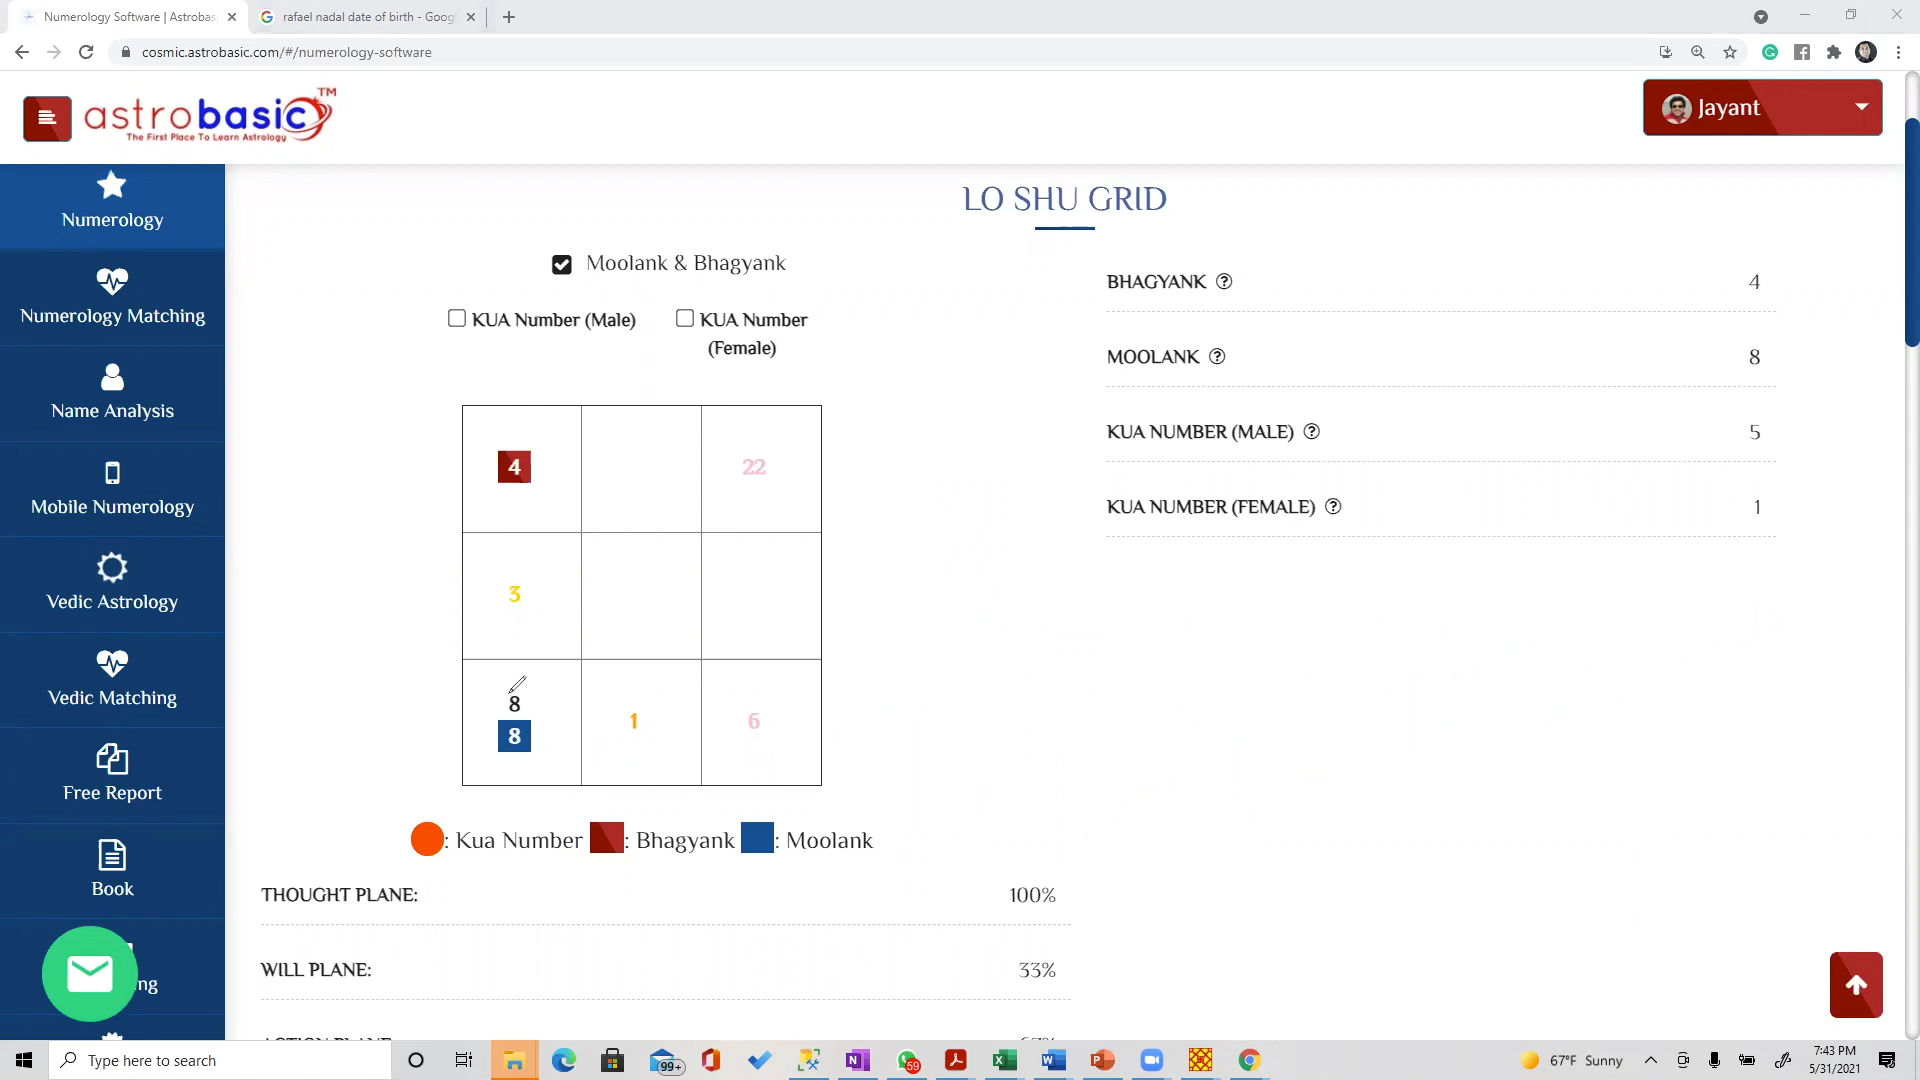 Numerology Software | Astrobas
rafael nadal date of birth - Goog
cosmic.astrobasic.com/#/numerology-software
astrobasic TM
The First Place To Learn Astrology
Jayant
Numerology
Numerology Matching
Name Analysis
Mobile Numerology
Vedic Astrology
Vedic Matching
Free Report
Book
ng
LO SHU GRID
Moolank & Bhagyank
KUA Number (Male)
KUA Number
(Female)
4 22
3
8
8 1 6
: Kua Number : Bhagyank : Moolank
THOUGHT PLANE: 100%
WILL PLANE: 33%
BHAGYANK ? 4
MOOLANK ? 8
KUA NUMBER (MALE) ? 5
KUA NUMBER (FEMALE) ? 1
Type here to search
99+
59
67°F Sunny
7:43 PM
5/31/2021